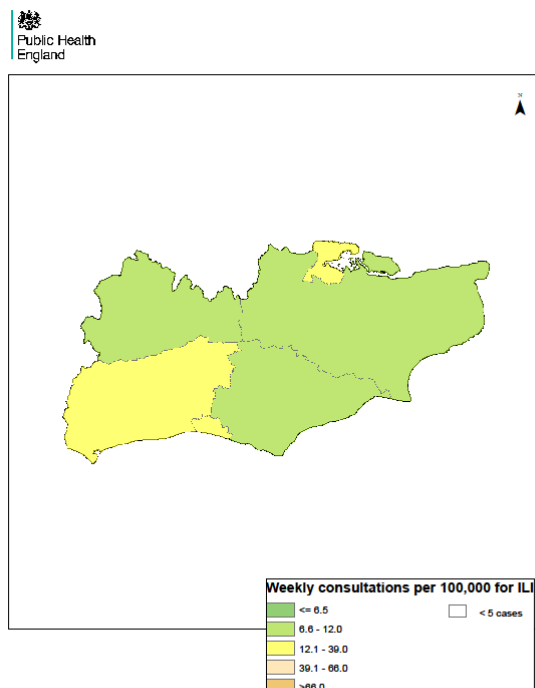 Public Health
England
N
Weekly consultations per 100,000 for ILI
<= 6.5
< 5 cases
6.6 - 12.0
12.1 - 39.0
39.1 - 66.0
>66.0